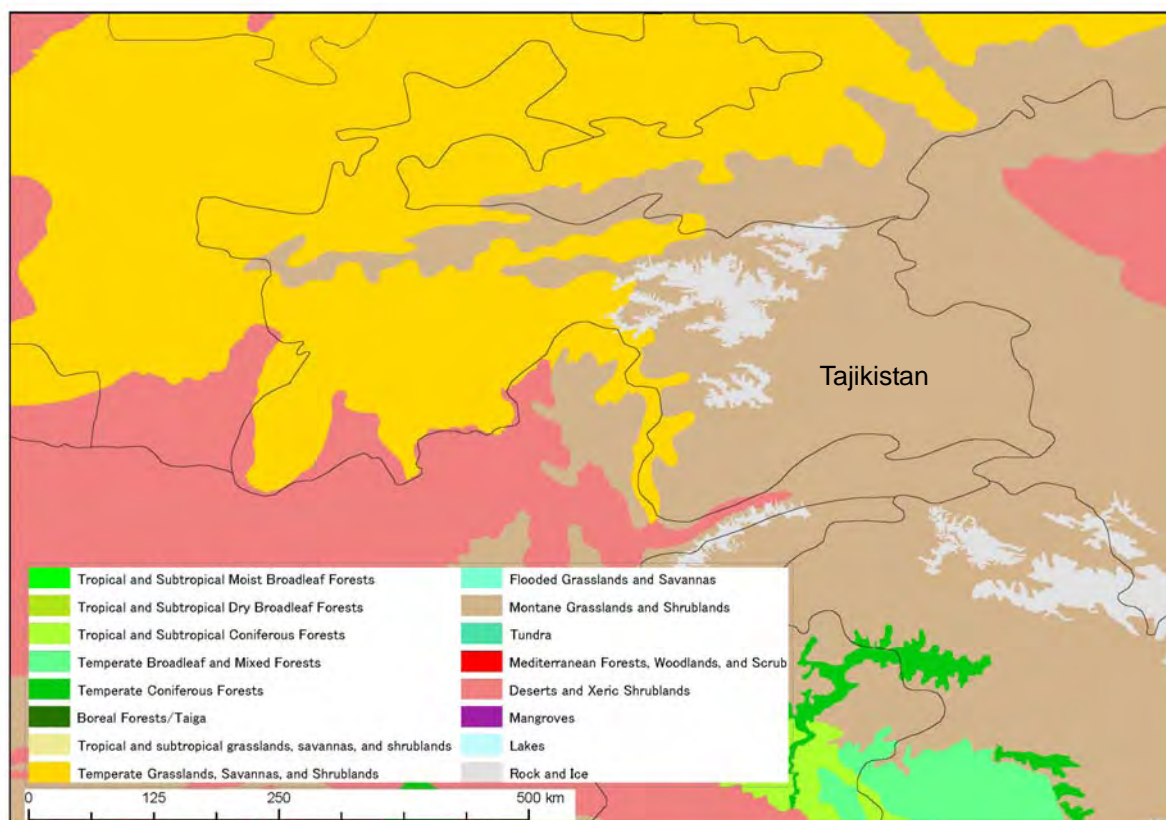 Tajikistan
Tropical and Subtropical Moist Broadleaf Forests
Tropical and Subtropical Dry Broadleaf Forests
Tropical and Subtropical Coniferous Forests
Temperate Broadleaf and Mixed Forests
Temperate Coniferous Forests
Boreal Forests/Taiga
Tropical and subtropical grasslands, savannas, and shrublands
Temperate Grasslands, Savannas, and Shrublands
Flooded Grasslands and Savannas
Montane Grasslands and Shrublands
Tundra
Mediterranean Forests, Woodlands, and Scrub
Deserts and Xeric Shrublands
Mangroves
Lakes
Rock and Ice
0 125 250 500 km